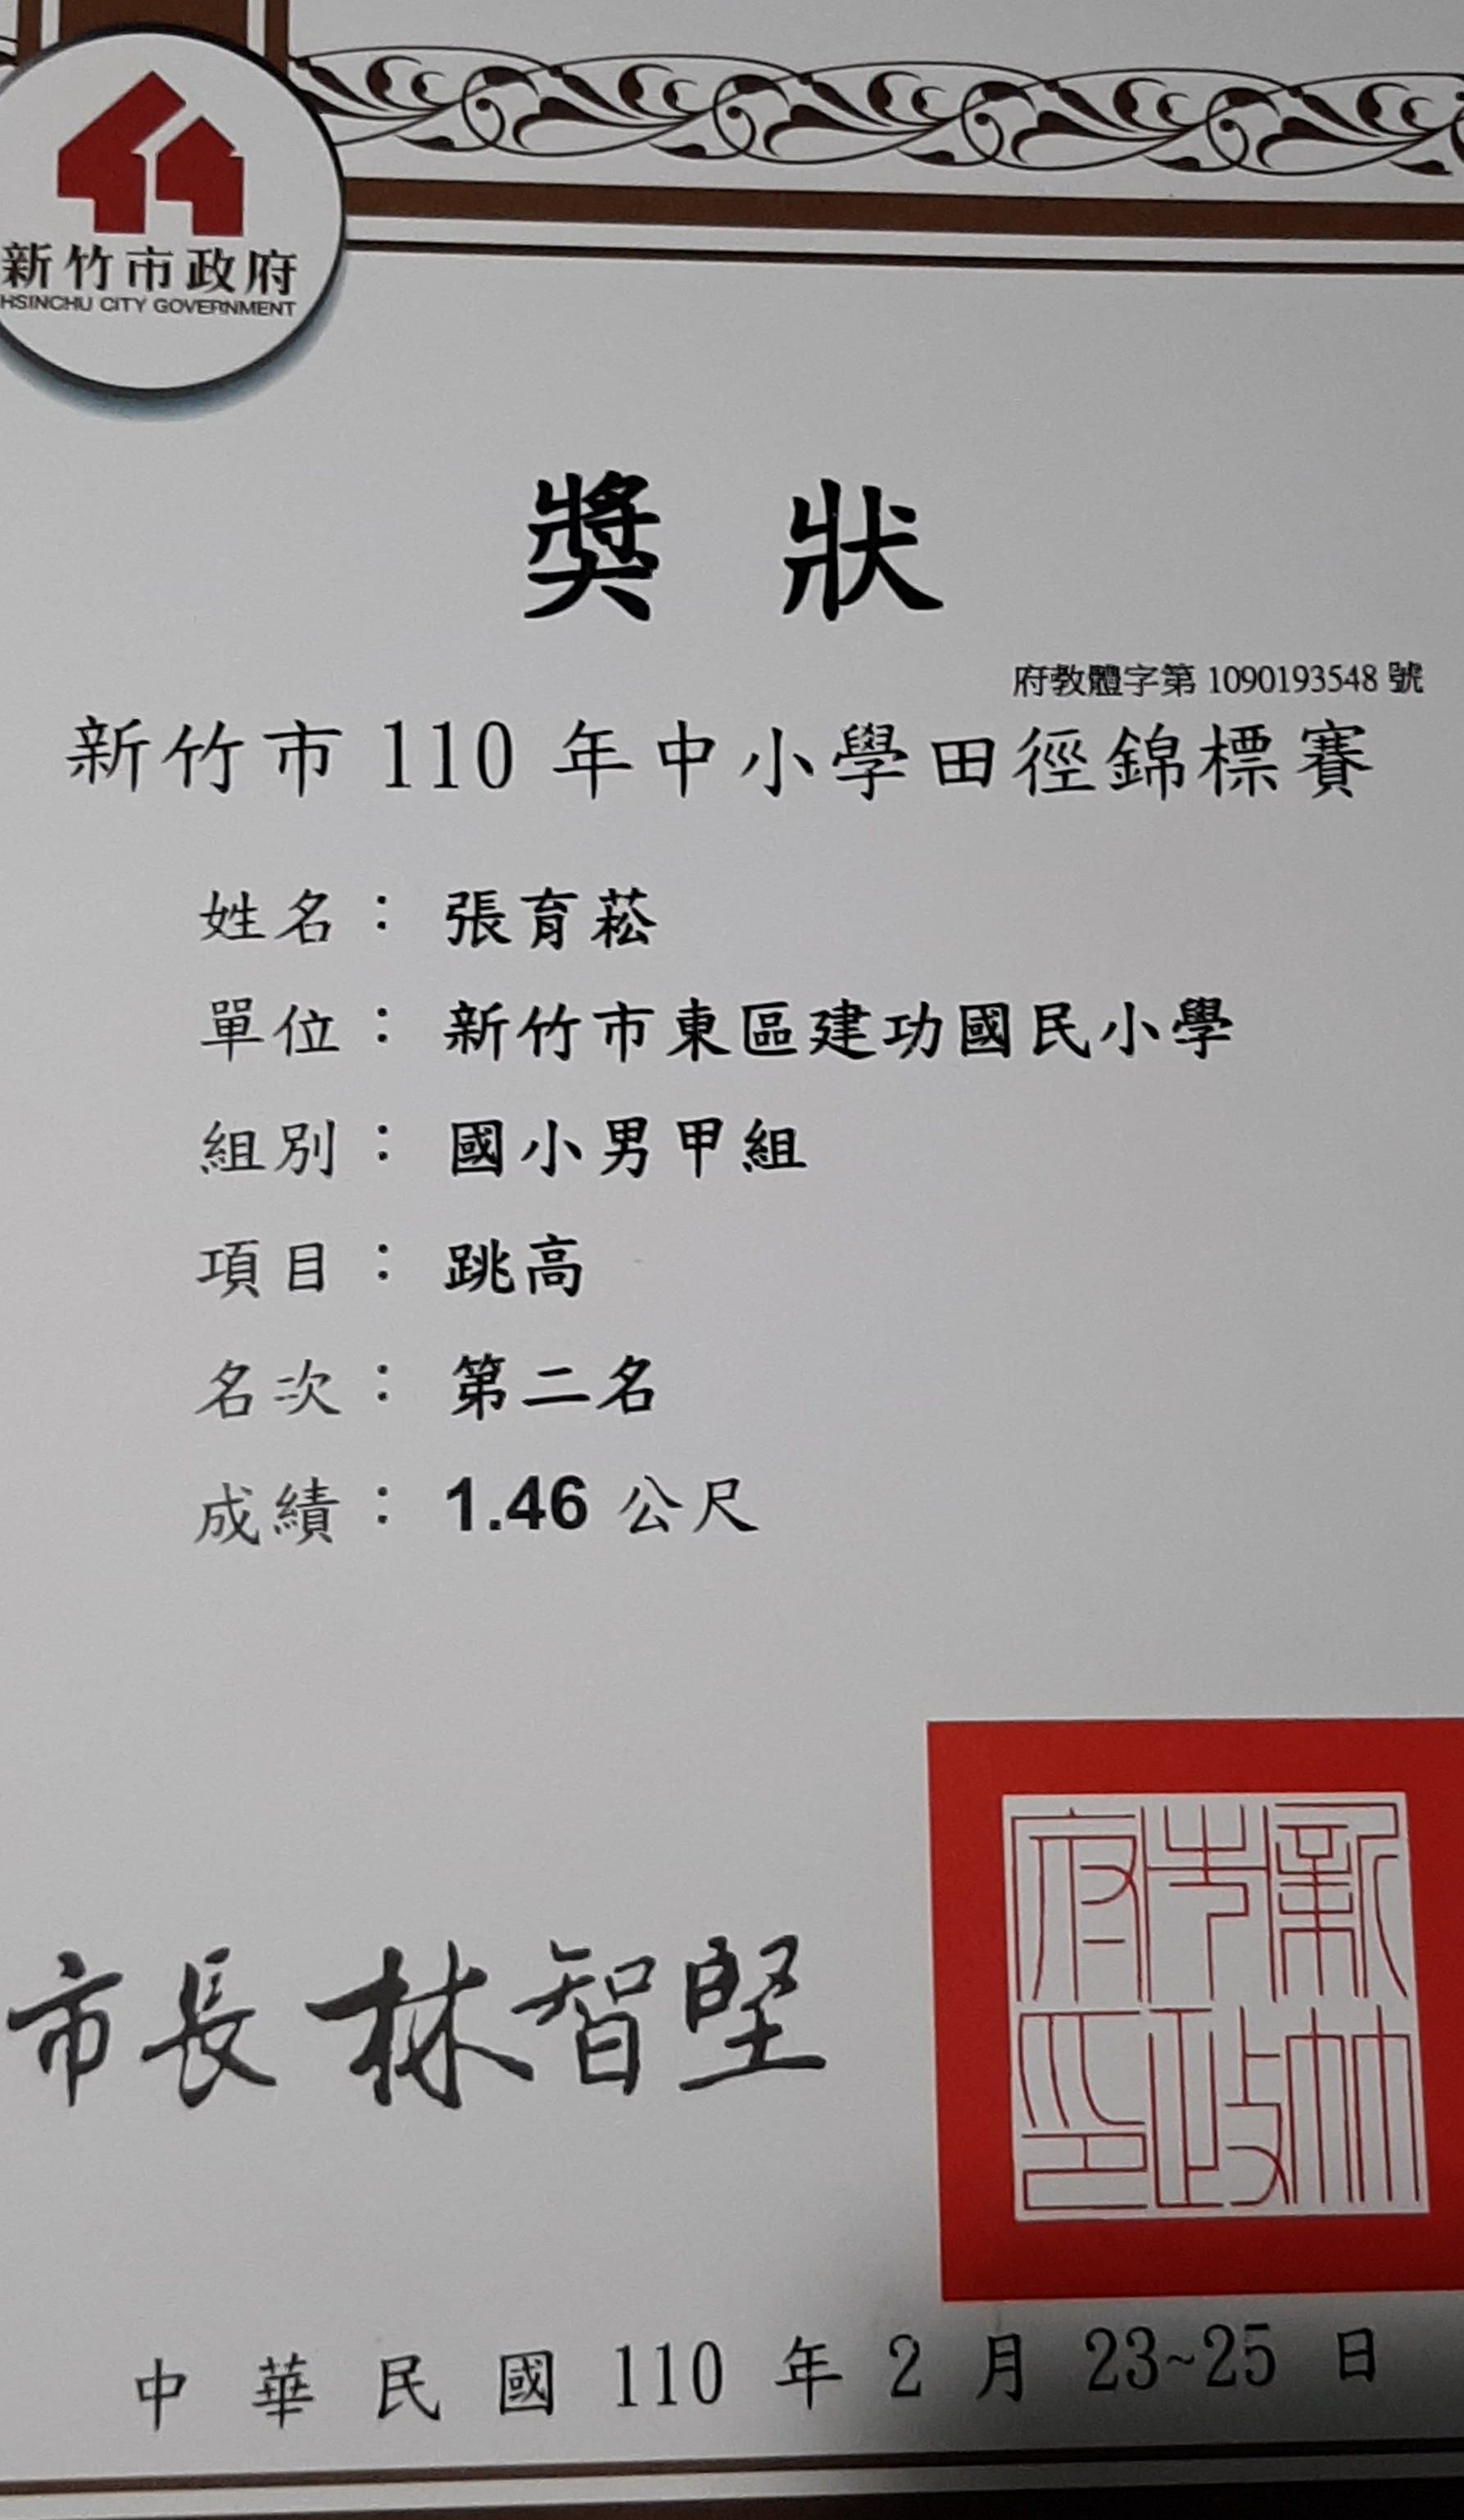 新竹市政府
HSINCHU CITY GOVERNMENT
獎狀
府教體字第 1090193548 號
新竹市 110 年中小學田徑錦標賽
姓名：張育菘
單位：新竹市東區建功國民小學
組別：國小男甲組
項目：跳高
名次：第二名
成績：1.46 公尺
新竹市政府印
市長 林智堅
中華民國 110 年 2 月 23~25 日